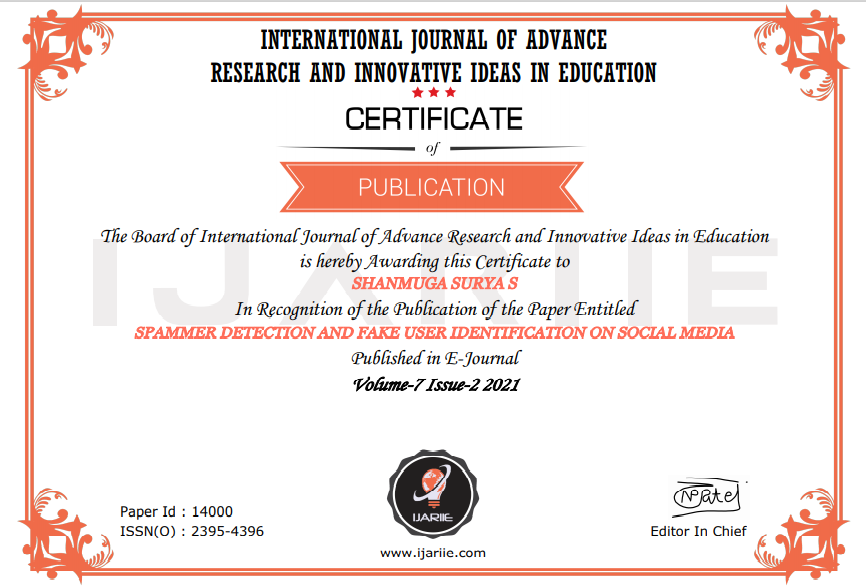 INTERNATIONAL JOURNAL OF ADVANCE
RESEARCH AND INNOVATIVE IDEAS IN EDUCATION
CERTIFICATE
of
PUBLICATION
The Board of International Journal of Advance Research and Innovative Ideas in Education
is hereby Awarding this Certificate to
SHANMUGA SURYA S
In Recognition of the Publication of the Paper Entitled
SPAMMER DETECTION AND FAKE USER IDENTIFICATION ON SOCIAL MEDIA
Published in E-Journal
Volume-7 Issue-2 2021
IJARIIE
Paper Id : 14000
ISSN(O) : 2395-4396
IJARIIE
www.ijariie.com
Editor In Chief